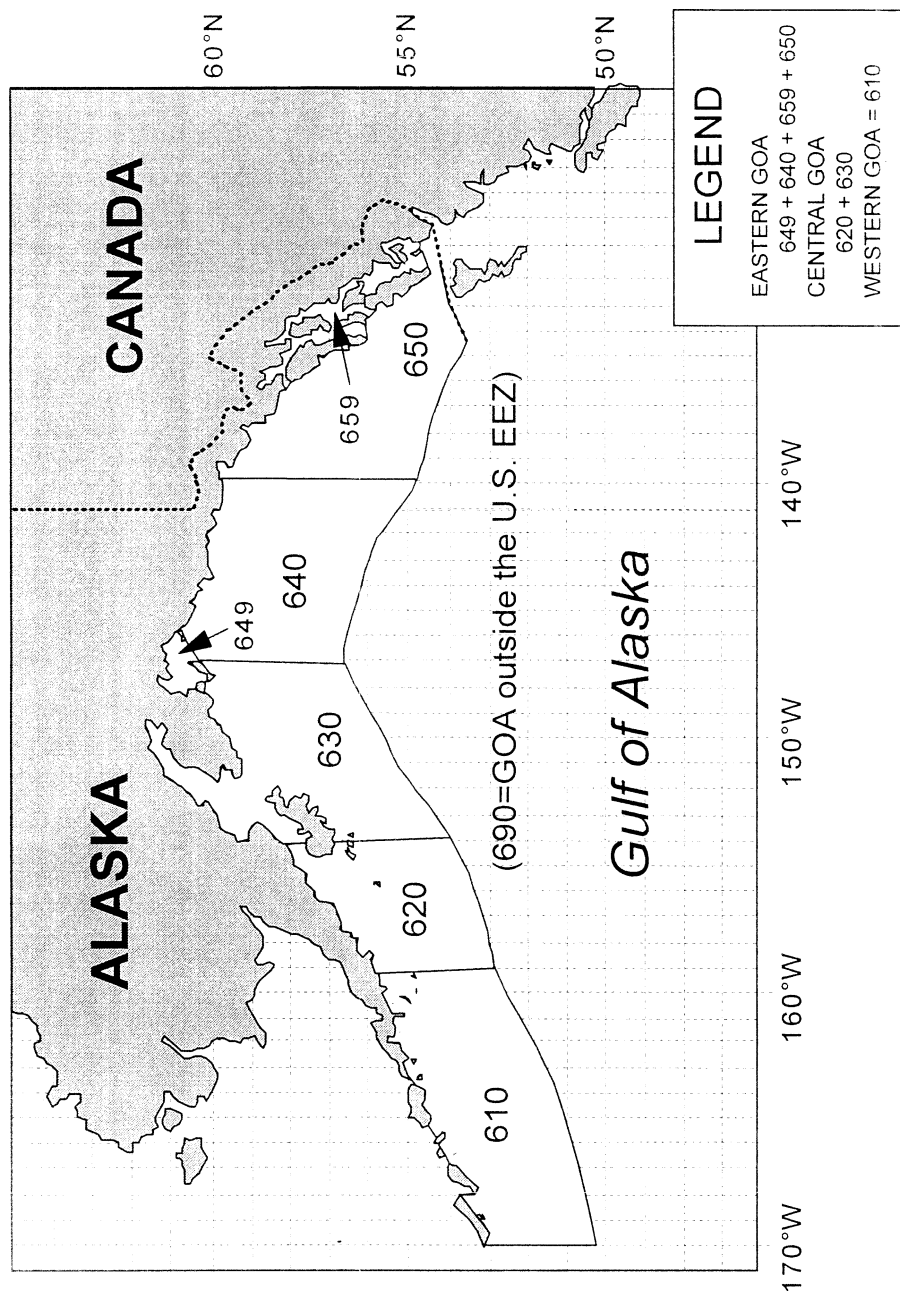 ALASKA
CANADA
60°N
55°N
50°N
649
640
659
650
630
620
610
(690=GOA outside the U.S. EEZ)
Gulf of Alaska
170°W
160°W
150°W
140°W
LEGEND
EASTERN GOA
649 + 640 + 659 + 650
CENTRAL GOA
620 + 630
WESTERN GOA = 610